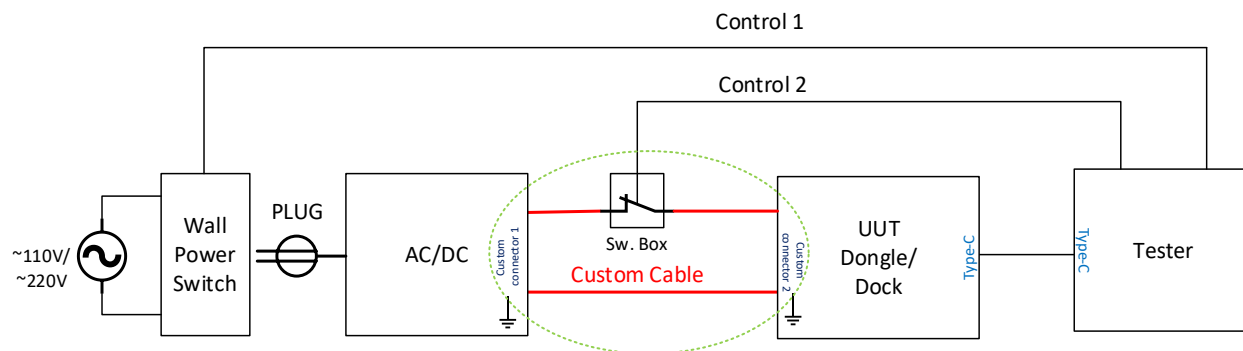 Control 1
Control 2
~110V/
~220V
Wall
Power
Switch
PLUG
AC/DC
Custom
connector 1
Sw. Box
Custom Cable
Custom
connector 2
UUT
Dongle/
Dock
Type-C
Type-C
Tester